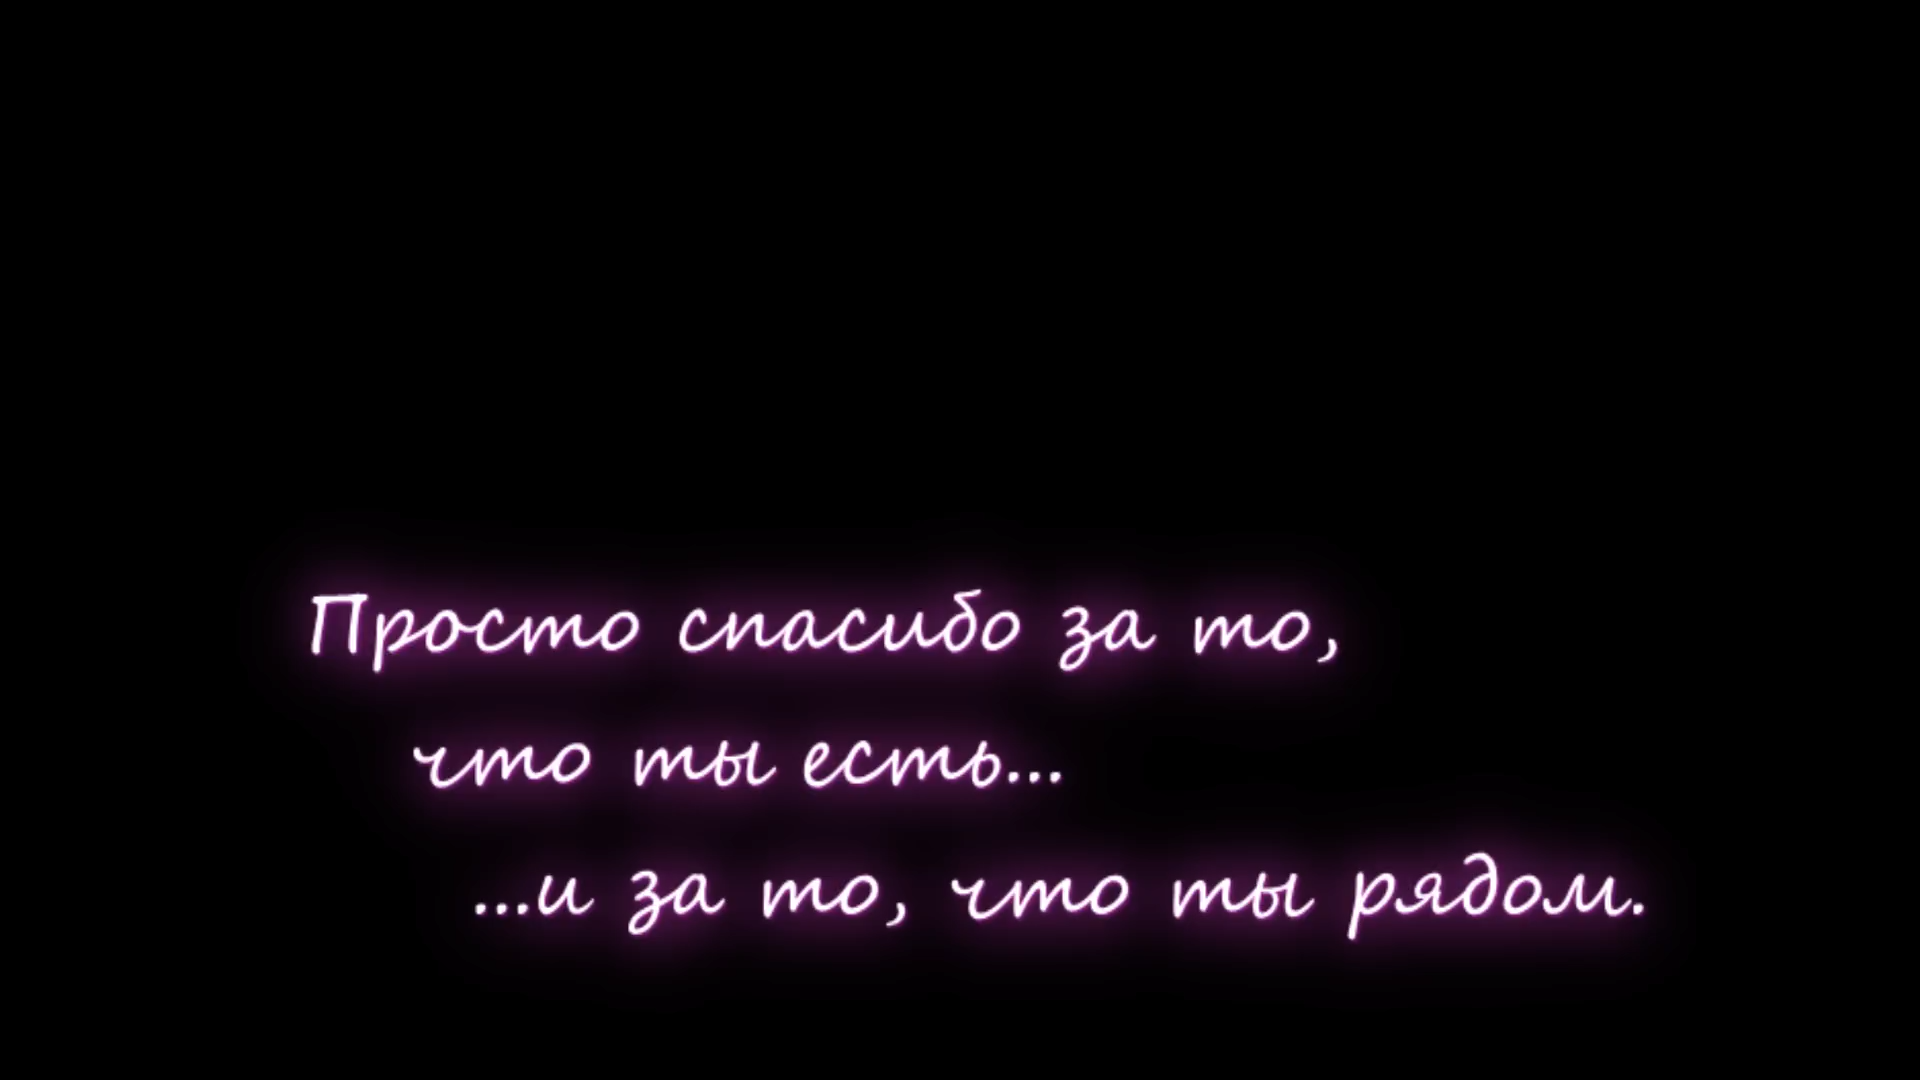 Просто спасибо за то,
что ты есть...
...и за то, что ты рядом.